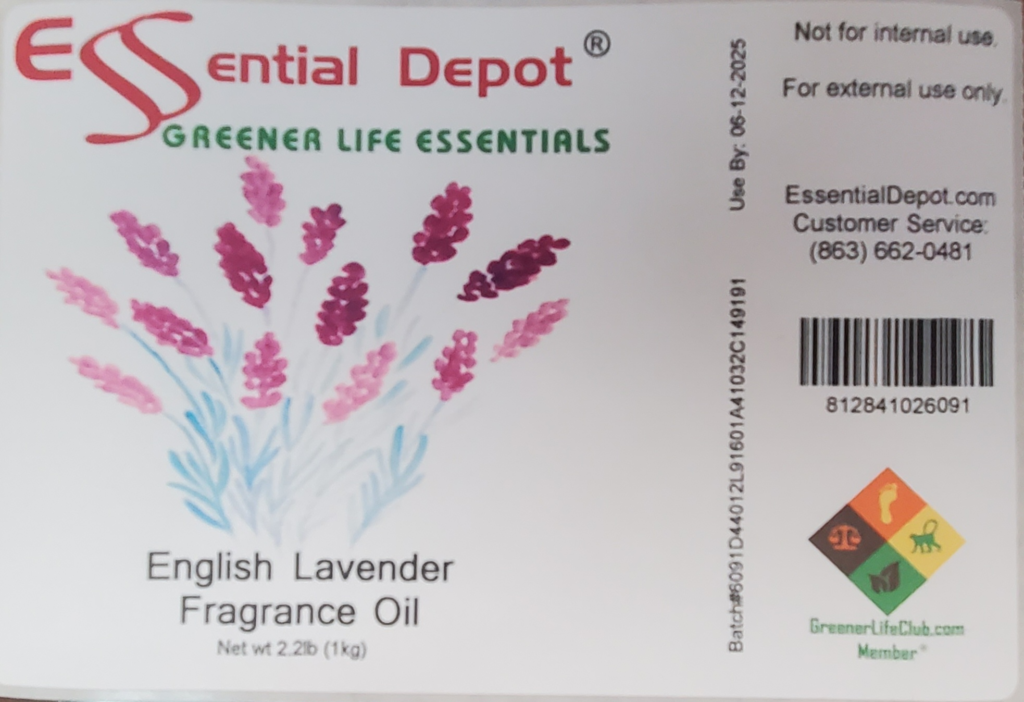 ESSential Depot®
GREENER LIFE ESSENTIALS
English Lavender
Fragrance Oil
Net wt 2.2lb (1kg)
Use By: 06-12-2025
Batch#6091D44012L91601A41032C149191
Not for internal use.
For external use only.
EssentialDepot.com
Customer Service:
(863) 662-0481
812841026091
GreenerLifeClub.com
Member